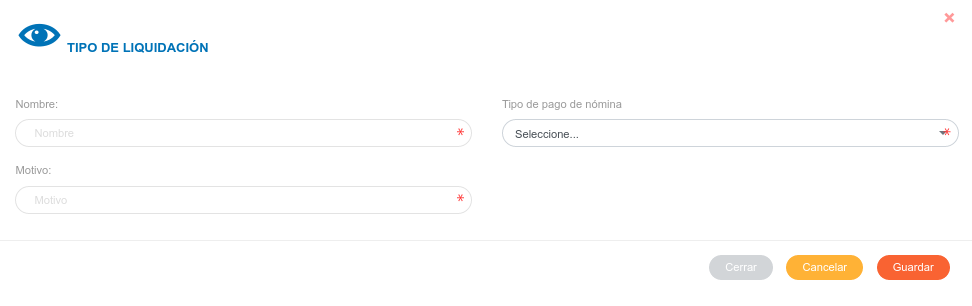 TIPO DE LIQUIDACIÓN
Nombre:
Tipo de pago de nómina
Nombre
*
Seleccione...
*
Motivo:
Motivo
*
Cerrar
Cancelar
Guardar